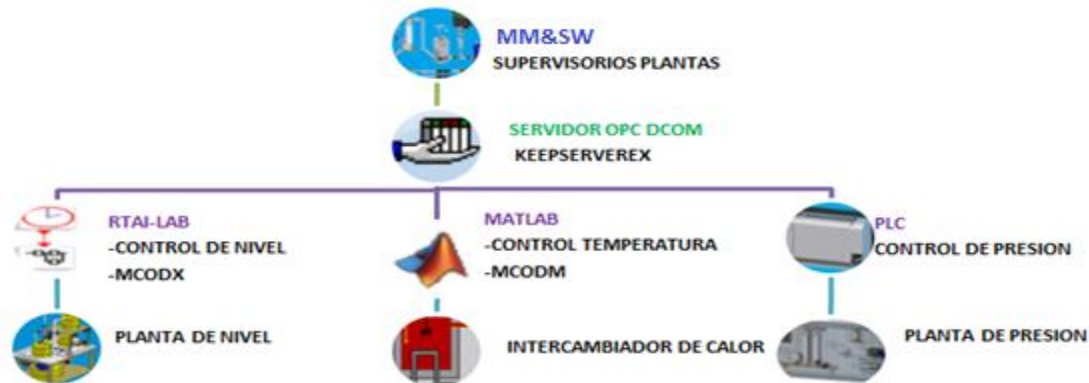 MM&SW
SUPERVISORIOS PLANTAS
SERVIDOR OPC DCOM
KEEPSERVEREX
RTAI-LAB
-CONTROL DE NIVEL
-MCODX
MATLAB
-CONTROL TEMPERATURA
-MCODM
PLC
CONTROL DE PRESION
PLANTA DE NIVEL
INTERCAMBIADOR DE CALOR
PLANTA DE PRESION